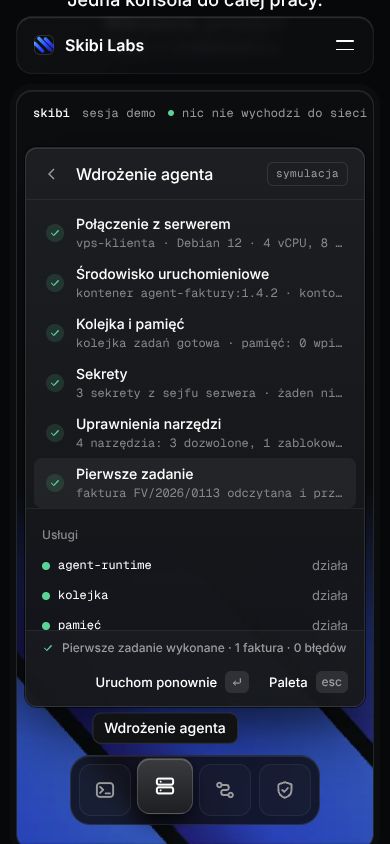 Jedna konsola do całej pracy.
Skibi Labs
skibi sesja demo nic nie wychodzi do sieci
Wdrożenie agenta symulacja
Połączenie z serwerem
vps-klienta · Debian 12 · 4 vCPU, 8 …
Środowisko uruchomieniowe
kontener agent-faktury:1.4.2 · konto…
Kolejka i pamięć
kolejka zadań gotowa · pamięć: 0 wpi…
Sekrety
3 sekrety z sejfu serwera · żaden ni…
Uprawnienia narzędzi
4 narzędzia: 3 dozwolone, 1 zablokow…
Pierwsze zadanie
faktura FV/2026/0113 odczytana i prz…
Usługi
agent-runtime działa
kolejka działa
pamięć działa
Pierwsze zadanie wykonane · 1 faktura · 0 błędów
Uruchom ponownie ↵ Paleta esc
Wdrożenie agenta